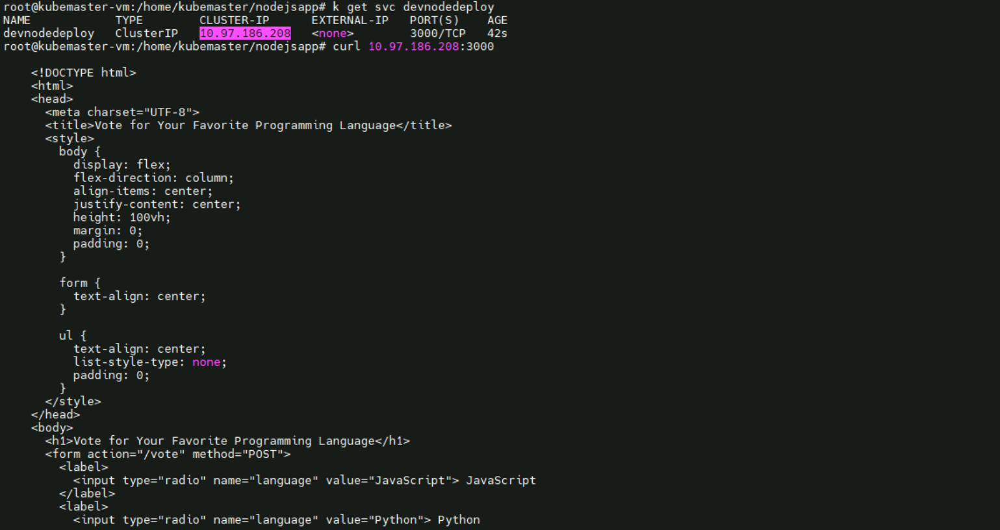 root@kubemaster-vm:/home/kubemaster/nodejsapp# k get svc devnodedeploy
NAME            TYPE        CLUSTER-IP      EXTERNAL-IP   PORT(S)    AGE
devnodedeploy   ClusterIP   10.97.186.208   <none>        3000/TCP   42s
root@kubemaster-vm:/home/kubemaster/nodejsapp# curl 10.97.186.208:3000

    <!DOCTYPE html>
    <html>
    <head>
      <meta charset="UTF-8">
      <title>Vote for Your Favorite Programming Language</title>
      <style>
        body {
          display: flex;
          flex-direction: column;
          align-items: center;
          justify-content: center;
          height: 100vh;
          margin: 0;
          padding: 0;
        }

        form {
          text-align: center;
        }

        ul {
          text-align: center;
          list-style-type: none;
          padding: 0;
        }
      </style>
    </head>
    <body>
      <h1>Vote for Your Favorite Programming Language</h1>
      <form action="/vote" method="POST">
        <label>
          <input type="radio" name="language" value="JavaScript"> JavaScript
        </label>
        <label>
          <input type="radio" name="language" value="Python"> Python